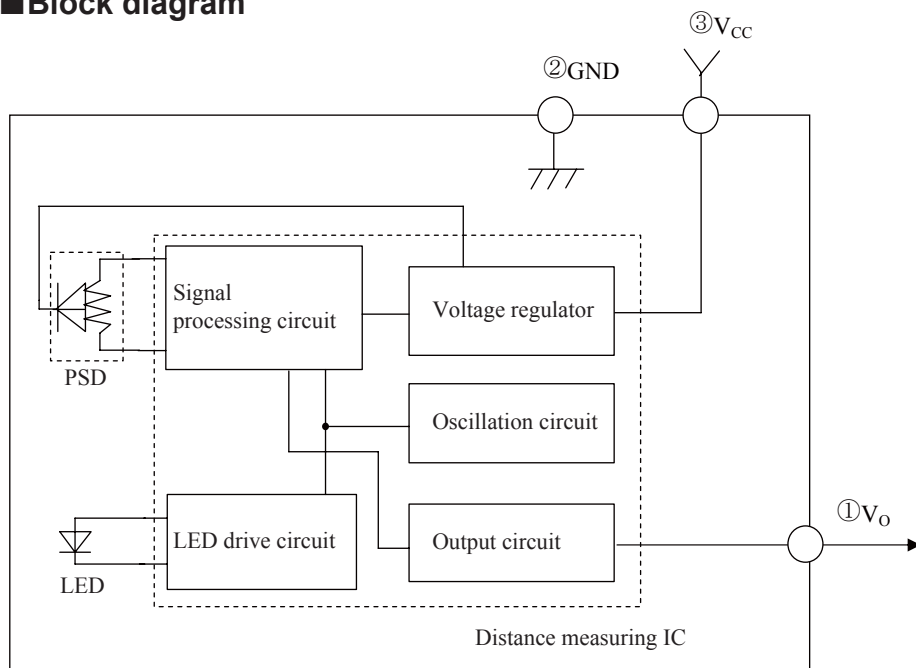 ■Block diagram
③VCC
②GND
Signal
processing circuit
Voltage regulator
PSD
Oscillation circuit
①VO
LED drive circuit
Output circuit
LED
Distance measuring IC